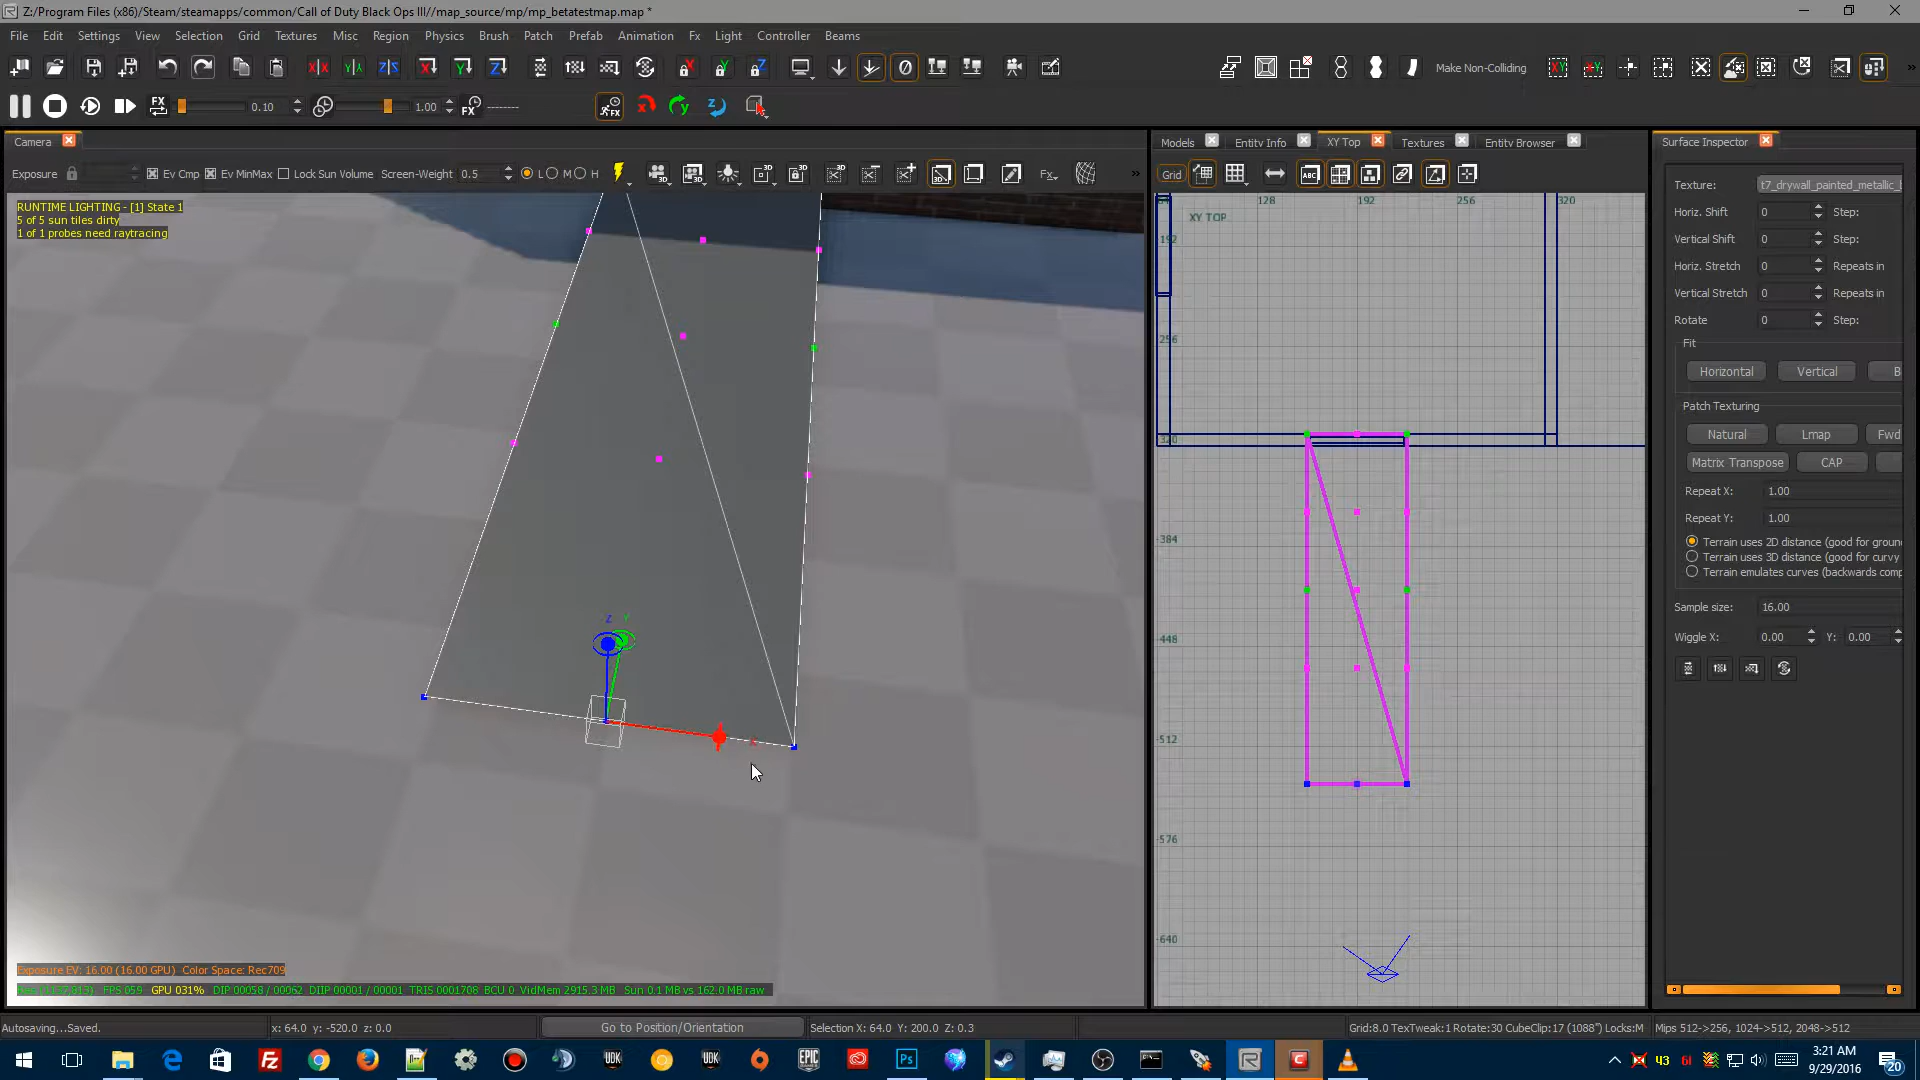 Z:/Program Files (x86)/Steam/steamapps/common/Call of Duty Black Ops III//map_source/mp/mp_betatestmap.map *
File Edit Settings View Selection Grid Textures Misc Region Physics Brush Patch Prefab Animation Fx Light Controller Beams
Make Non-Colliding
FX 0.10 1.00 FX --------
Camera
Models Entity Info XY Top Textures Entity Browser
Surface Inspector
Exposure Ev Cmp Ev MinMax Lock Sun Volume Screen-Weight 0.5 L M H
Fx
Grid
RUNTIME LIGHTING - [1] State 1
5 of 5 sun tiles dirty
1 of 1 probes need raytracing
XY TOP
128 192 256 320
192
256
320
-384
-448
-512
-576
-640
Z Y
X
Texture: t7_drywall_painted_metallic_b
Horiz. Shift 0 Step:
Vertical Shift 0 Step:
Horiz. Stretch 0 Repeats in
Vertical Stretch 0 Repeats in
Rotate 0 Step:
Fit
Horizontal Vertical B
Patch Texturing
Natural Lmap Fwd
Matrix Transpose CAP
Repeat X: 1.00
Repeat Y: 1.00
Terrain uses 2D distance (good for groun
Terrain uses 3D distance (good for curvy
Terrain emulates curves (backwards comp
Sample size: 16.00
Wiggle X: 0.00 Y: 0.00
Exposure EV: 16.00 (16.00 GPU) Color Space: Rec709
FPS 059 GPU 031% DIP 00058 / 00062 DIIP 00001 / 00001 TRIS 0001708 BCU 0 VidMem 2915.3 MB Sun 0.1 MB vs 162.0 MB raw
Autosaving...Saved. x: 64.0 y: -520.0 z: 0.0 Go to Position/Orientation Selection X: 64.0 Y: 200.0 Z: 0.3 Grid:8.0 TexTweak:1 Rotate:30 CubeClip:17 (1088") Locks:M Mips 512->256, 1024->512, 2048->512
UDK UDK EPIC GAMES Ps
3:21 AM
9/29/2016
20